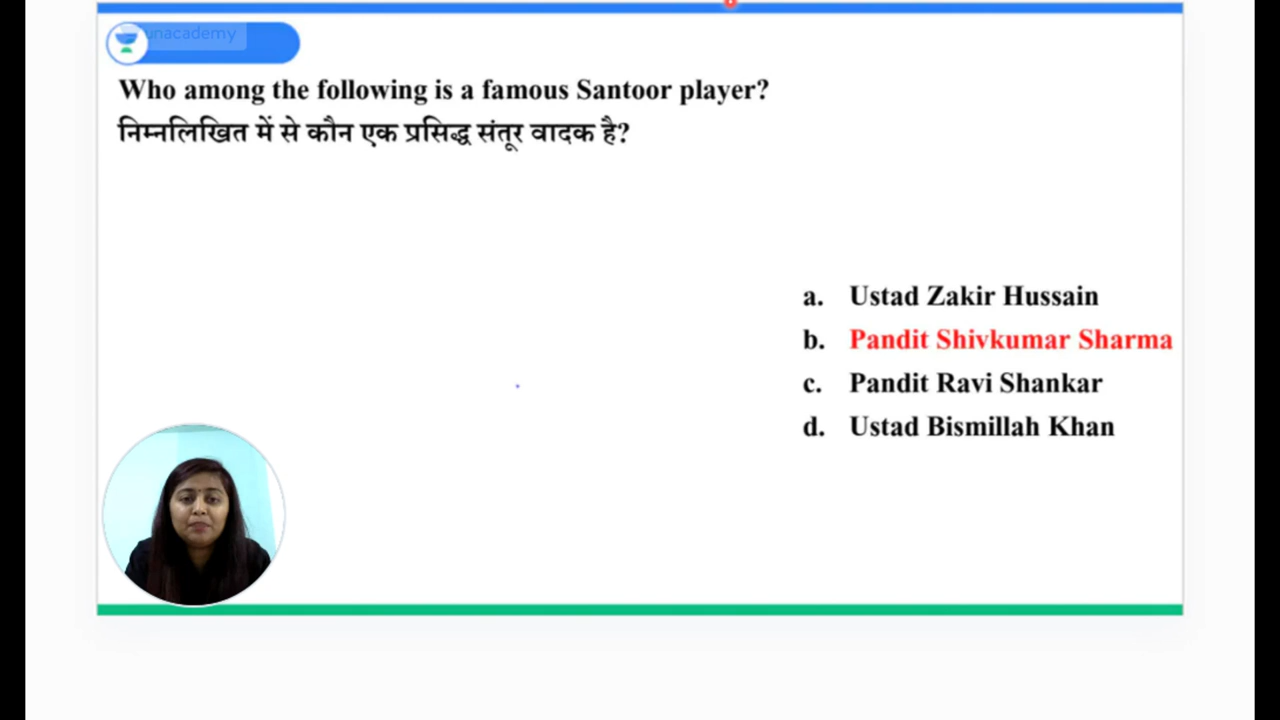 unacademy
Who among the following is a famous Santoor player?
निम्नलिखित में से कौन एक प्रसिद्ध संतूर वादक है?
a. Ustad Zakir Hussain
b. Pandit Shivkumar Sharma
c. Pandit Ravi Shankar
d. Ustad Bismillah Khan